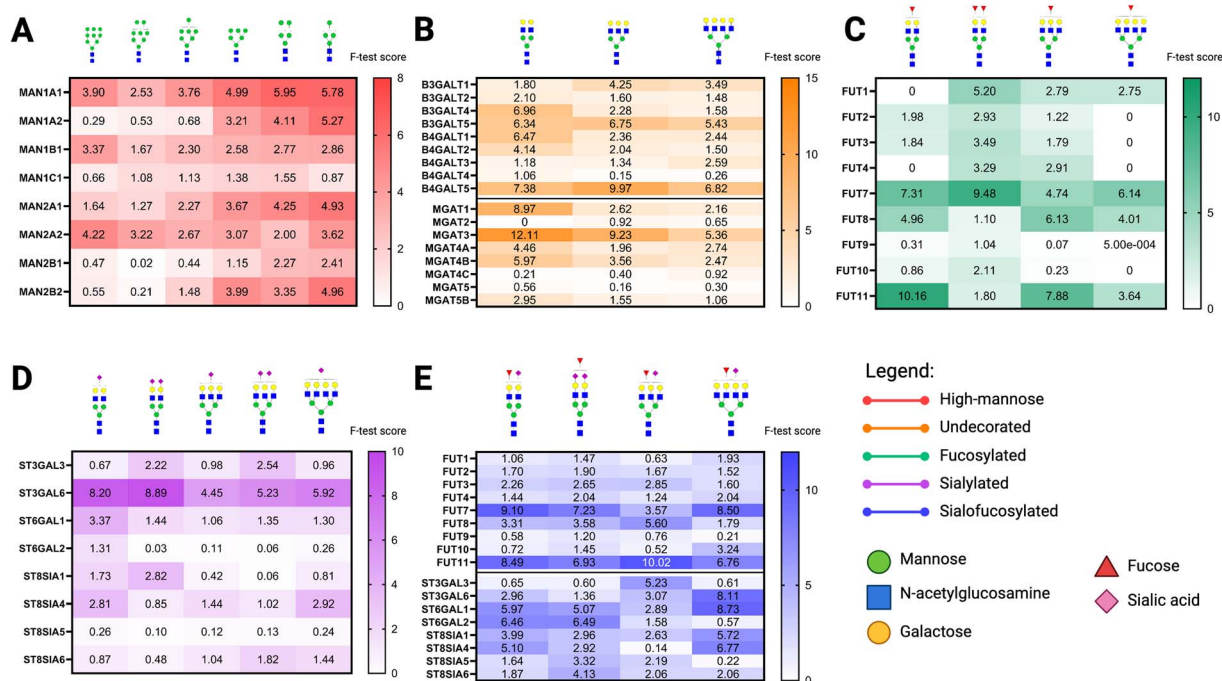 A
F-test score
MAN1A1 3.90 2.53 3.76 4.99 5.95 5.78
MAN1A2 0.29 0.53 0.68 3.21 4.11 5.27
MAN1B1 3.37 1.67 2.30 2.58 2.77 2.86
MAN1C1 0.66 1.08 1.13 1.38 1.55 0.87
MAN2A1 1.64 1.27 2.27 3.67 4.25 4.93
MAN2A2 4.22 3.22 2.67 3.07 2.00 3.62
MAN2B1 0.47 0.02 0.44 1.15 2.27 2.41
MAN2B2 0.55 0.21 1.48 3.99 3.35 4.96
8
6
4
2
0
B
F-test score
B3GALT1 1.80 4.25 3.49
B3GALT2 2.10 1.60 1.48
B3GALT4 6.96 2.28 1.58
B3GALT5 6.34 6.75 5.43
B4GALT1 6.47 2.36 2.44
B4GALT2 4.14 2.04 1.50
B4GALT3 1.18 1.34 2.59
B4GALT4 1.06 0.15 0.26
B4GALT5 7.38 9.97 6.82
MGAT1 8.97 2.62 2.16
MGAT2 0 0.92 0.65
MGAT3 12.11 9.23 5.36
MGAT4A 4.46 1.96 2.74
MGAT4B 5.97 3.56 2.47
MGAT4C 0.21 0.40 0.92
MGAT5 0.56 0.16 0.30
MGAT5B 2.95 1.55 1.06
15
10
5
0
C
F-test score
FUT1 0 5.20 2.79 2.75
FUT2 1.98 2.93 1.22 0
FUT3 1.84 3.49 1.79 0
FUT4 0 3.29 2.91 0
FUT7 7.31 9.48 4.74 6.14
FUT8 4.96 1.10 6.13 4.01
FUT9 0.31 1.04 0.07 5.00e-004
FUT10 0.86 2.11 0.23 0
FUT11 10.16 1.80 7.88 3.64
10
5
0
D
F-test score
ST3GAL3 0.67 2.22 0.98 2.54 0.96
ST3GAL6 8.20 8.89 4.45 5.23 5.92
ST6GAL1 3.37 1.44 1.06 1.35 1.30
ST6GAL2 1.31 0.03 0.11 0.06 0.26
ST8SIA1 1.73 2.82 0.42 0.06 0.81
ST8SIA4 2.81 0.85 1.44 1.02 2.92
ST8SIA5 0.26 0.10 0.12 0.13 0.24
ST8SIA6 0.87 0.48 1.04 1.82 1.44
10
8
6
4
2
0
E
F-test score
FUT1 1.06 1.47 0.63 1.93
FUT2 1.70 1.90 1.67 1.52
FUT3 2.26 2.65 2.85 1.60
FUT4 1.44 2.04 1.24 2.04
FUT7 9.10 7.23 3.57 8.50
FUT8 3.31 3.58 5.60 1.79
FUT9 0.58 1.20 0.76 0.21
FUT10 0.72 1.45 0.52 3.24
FUT11 8.49 6.93 10.02 6.76
ST3GAL3 0.65 0.60 5.23 0.61
ST3GAL6 2.96 1.36 3.07 8.11
ST6GAL1 5.97 5.07 2.89 8.73
ST6GAL2 6.46 6.49 1.58 0.57
ST8SIA1 3.99 2.96 2.63 5.72
ST8SIA4 5.10 2.92 0.14 6.77
ST8SIA5 1.64 3.32 2.19 0.22
ST8SIA6 1.87 4.13 2.06 2.06
10
5
0
Legend:
High-mannose
Undecorated
Fucosylated
Sialylated
Sialofucosylated
Mannose
N-acetylglucosamine
Galactose
Fucose
Sialic acid